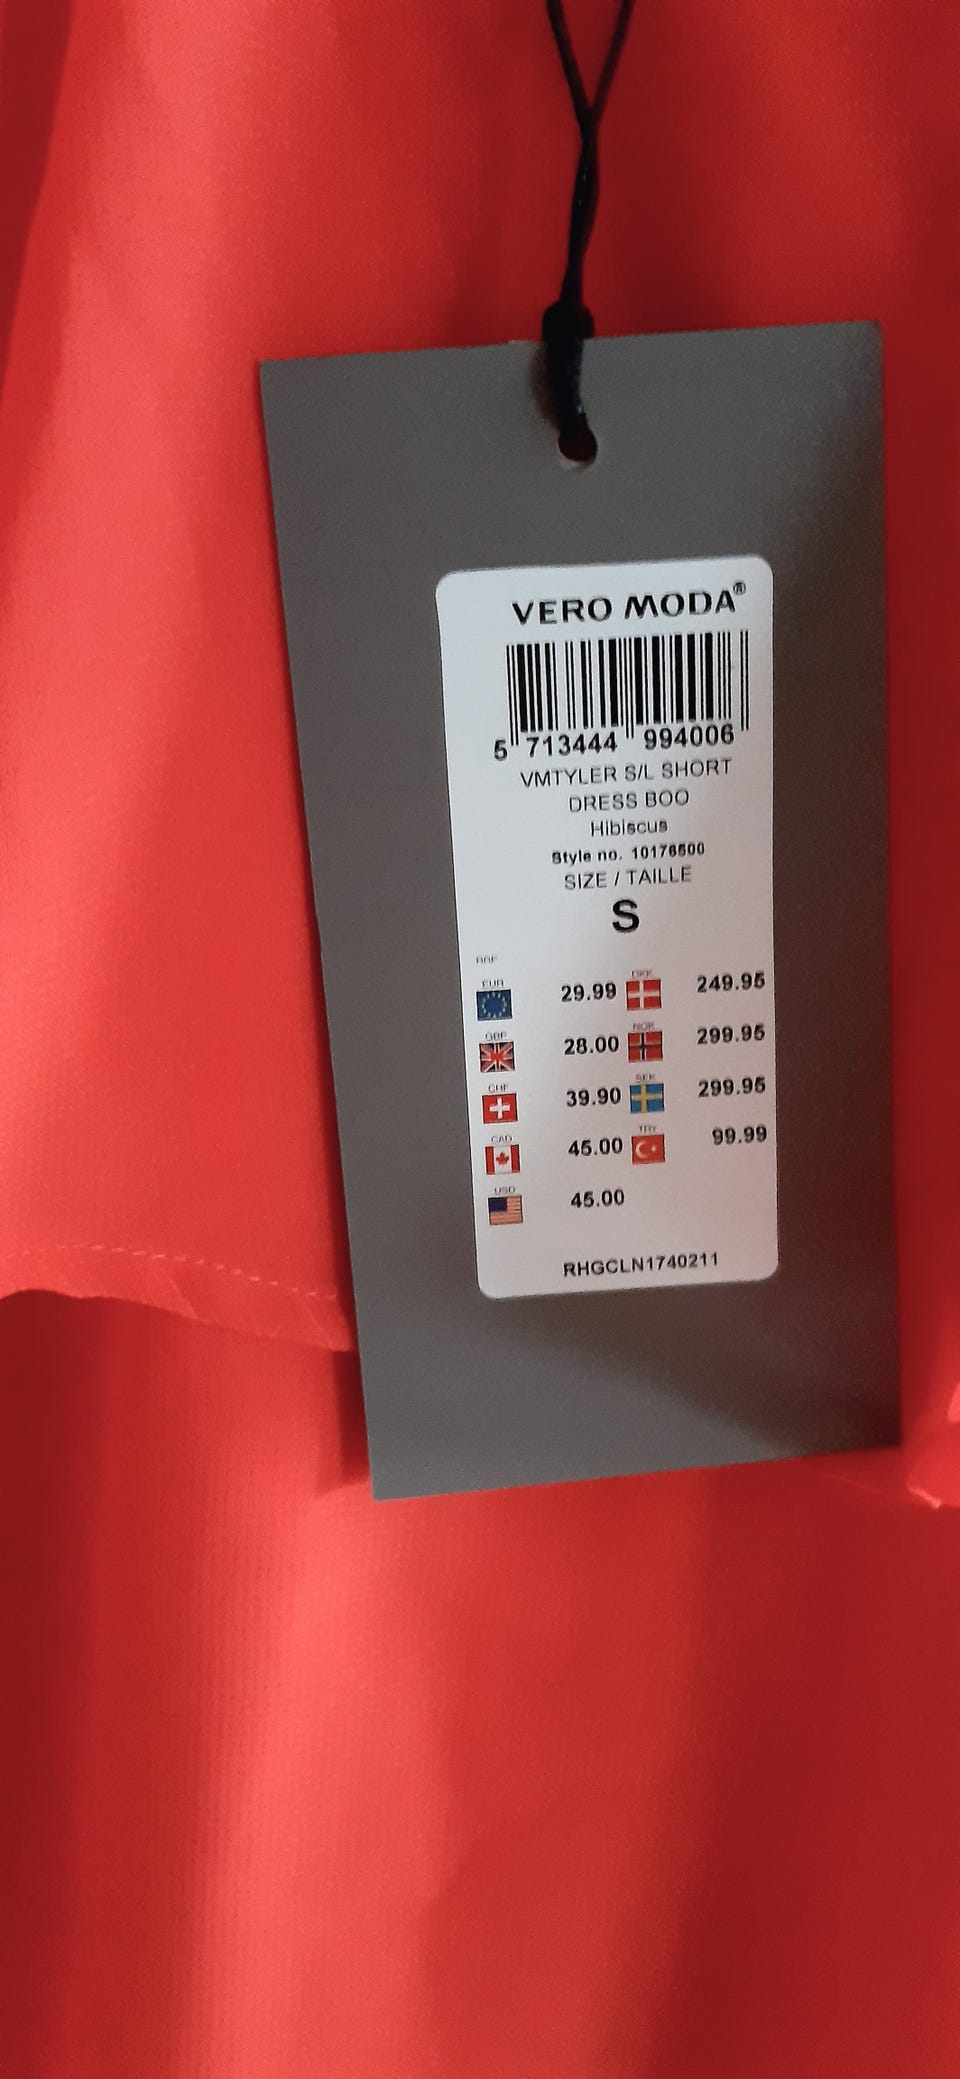 VERO MODA®
5 713444 994006
VMTYLER S/L SHORT
DRESS BOO
Hibiscus
Style no. 10176500
SIZE / TAILLE
S
RRP
EUR 29.99 DKK 249.95
GBP 28.00 NOK 299.95
CHF 39.90 SEK 299.95
CAD 45.00 TRY 99.99
USD 45.00
RHGCLN1740211